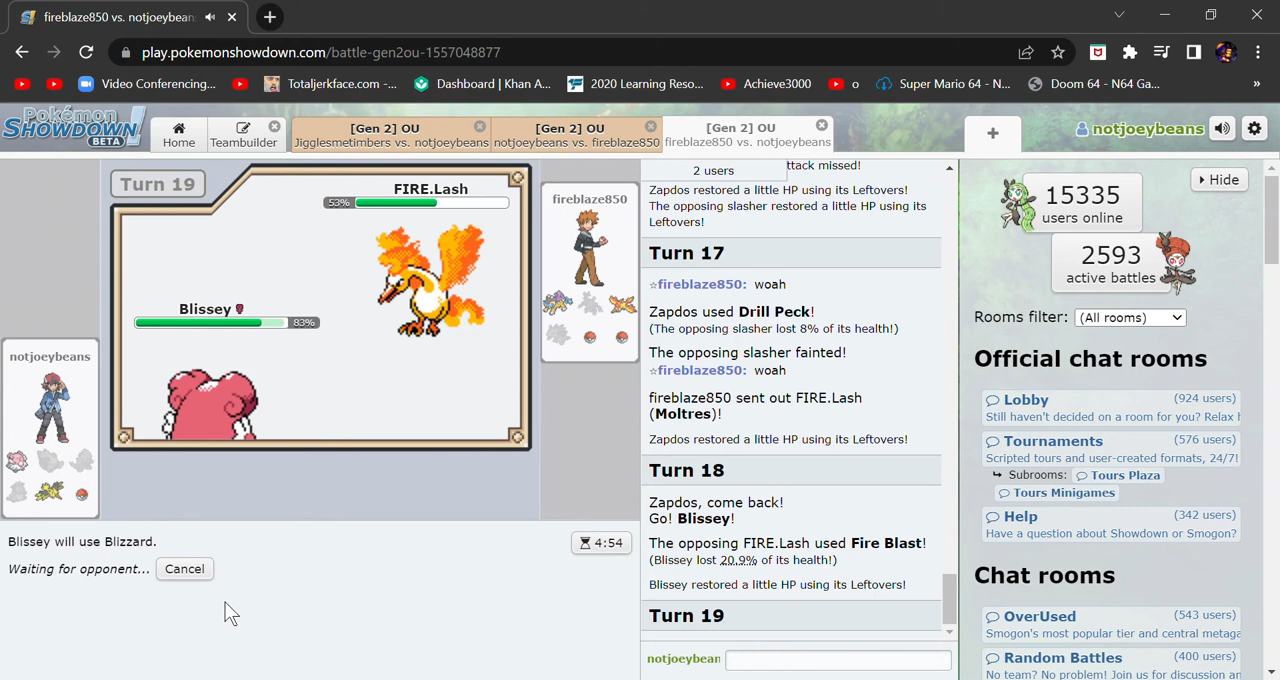 fireblaze850 vs. notjoeybeans
play.pokemonshowdown.com/battle-gen2ou-1557048877
Video Conferencing...
Totaljerkface.com -...
Dashboard | Khan A...
2020 Learning Reso...
Achieve3000
o
Super Mario 64 - N...
Doom 64 - N64 Ga...
»
Pokémon
SHOWDOWN!
BETA
Home
Teambuilder
[Gen 2] OU
Jigglesmetimbers vs. notjoeybeans
[Gen 2] OU
notjoeybeans vs. fireblaze850
[Gen 2] OU
fireblaze850 vs. notjoeybeans
notjoeybeans
Turn 19
FIRE.Lash
53%
Blissey
83%
notjoeybeans
fireblaze850
Blissey will use Blizzard.
4:54
Waiting for opponent...
Cancel
2 users
ttack missed!
Zapdos restored a little HP using its Leftovers!
The opposing slasher restored a little HP using its
Leftovers!
Turn 17
☆fireblaze850: woah
Zapdos used Drill Peck!
(The opposing slasher lost 8% of its health!)
The opposing slasher fainted!
☆fireblaze850: woah
fireblaze850 sent out FIRE.Lash
(Moltres)!
Zapdos restored a little HP using its Leftovers!
Turn 18
Zapdos, come back!
Go! Blissey!
The opposing FIRE.Lash used Fire Blast!
(Blissey lost 20.9% of its health!)
Blissey restored a little HP using its Leftovers!
Turn 19
notjoeybean
Hide
15335
users online
2593
active battles
Rooms filter: (All rooms)
Official chat rooms
Lobby (924 users)
Still haven't decided on a room for you? Relax
Tournaments (576 users)
Scripted tours and user-created formats, 24/7!
Subrooms: Tours Plaza
Tours Minigames
Help (342 users)
Have a question about Showdown or Smogon?
Chat rooms
OverUsed (543 users)
Smogon's most popular tier and central metaga
Random Battles (400 users)
No team? No problem! Join us for discussion an